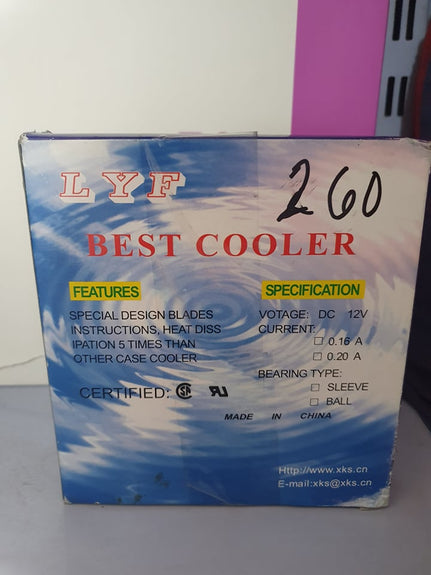 LYF
260
BEST COOLER
FEATURES
SPECIAL DESIGN BLADES
INSTRUCTIONS, HEAT DISS
IPATION 5 TIMES THAN
OTHER CASE COOLER
CERTIFIED:
SPECIFICATION
VOTAGE: DC 12V
CURRENT:
☐ 0.16 A
☐ 0.20 A
BEARING TYPE:
☐ SLEEVE
☐ BALL
MADE IN CHINA
Http://www.xks.cn
E-mail:xks@xks.cn